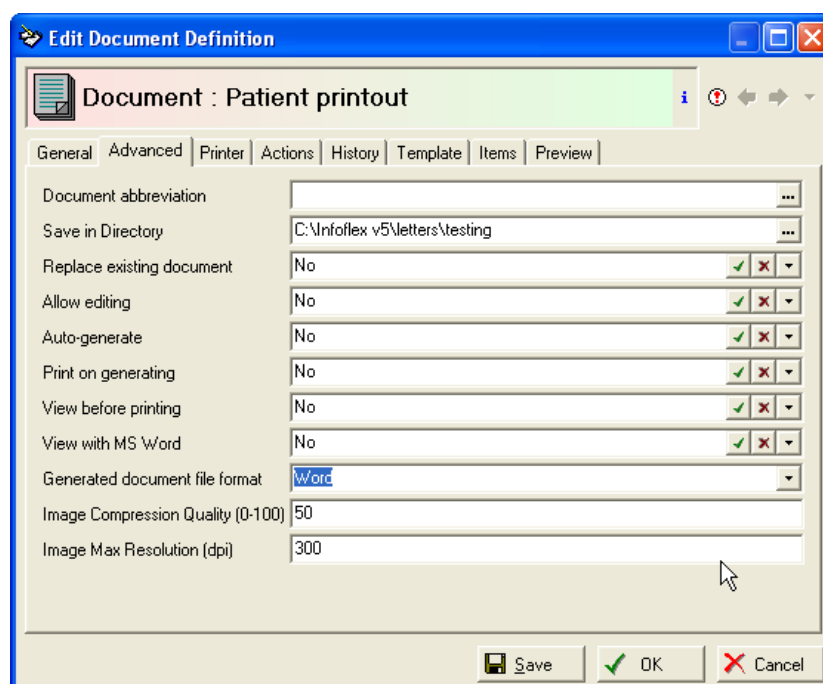 Edit Document Definition
Document : Patient printout
General Advanced Printer Actions History Template Items Preview
Document abbreviation ...
Save in Directory C:\Infoflex v5\letters\testing ...
Replace existing document No
Allow editing No
Auto-generate No
Print on generating No
View before printing No
View with MS Word No
Generated document file format Word
Image Compression Quality (0-100) 50
Image Max Resolution (dpi) 300
Save OK Cancel